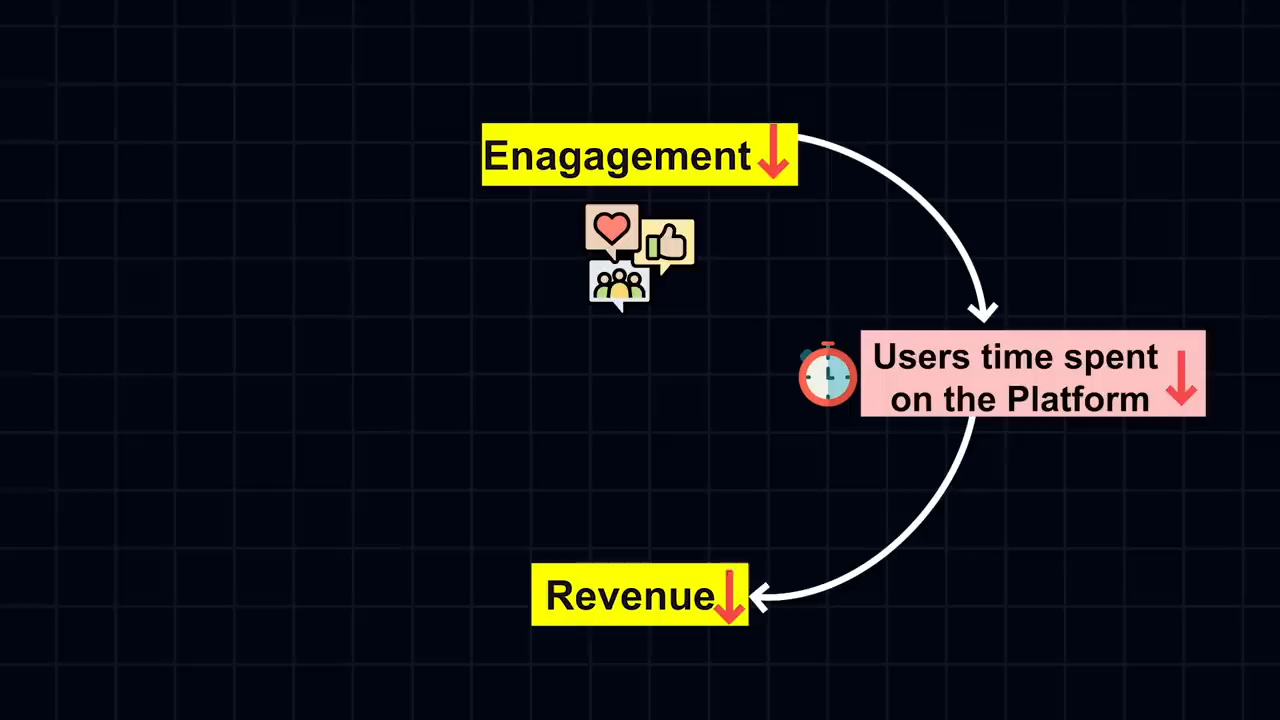 Enagagement
Users time spent
on the Platform
Revenue